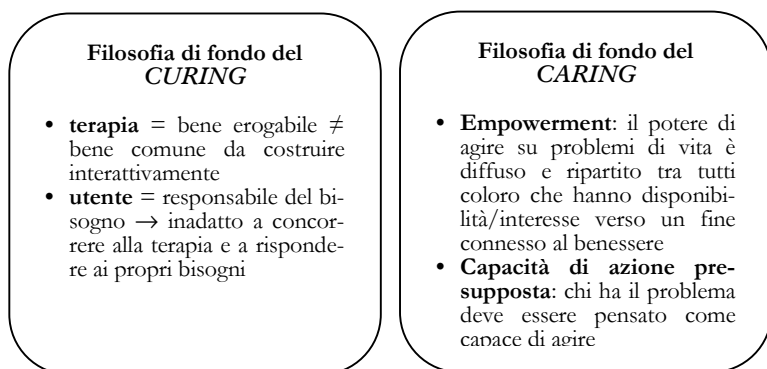 Filosofia di fondo del
CURING
• terapia = bene erogabile ≠
bene comune da costruire
interattivamente
• utente = responsabile del bi-
sogno → inadatto a concor-
rere alla terapia e a risponde-
re ai propri bisogni
Filosofia di fondo del
CARING
• Empowerment: il potere di
agire su problemi di vita è
diffuso e ripartito tra tutti
coloro che hanno disponibi-
lità/interesse verso un fine
connesso al benessere
• Capacità di azione pre-
supposta: chi ha il problema
deve essere pensato come
capace di agire